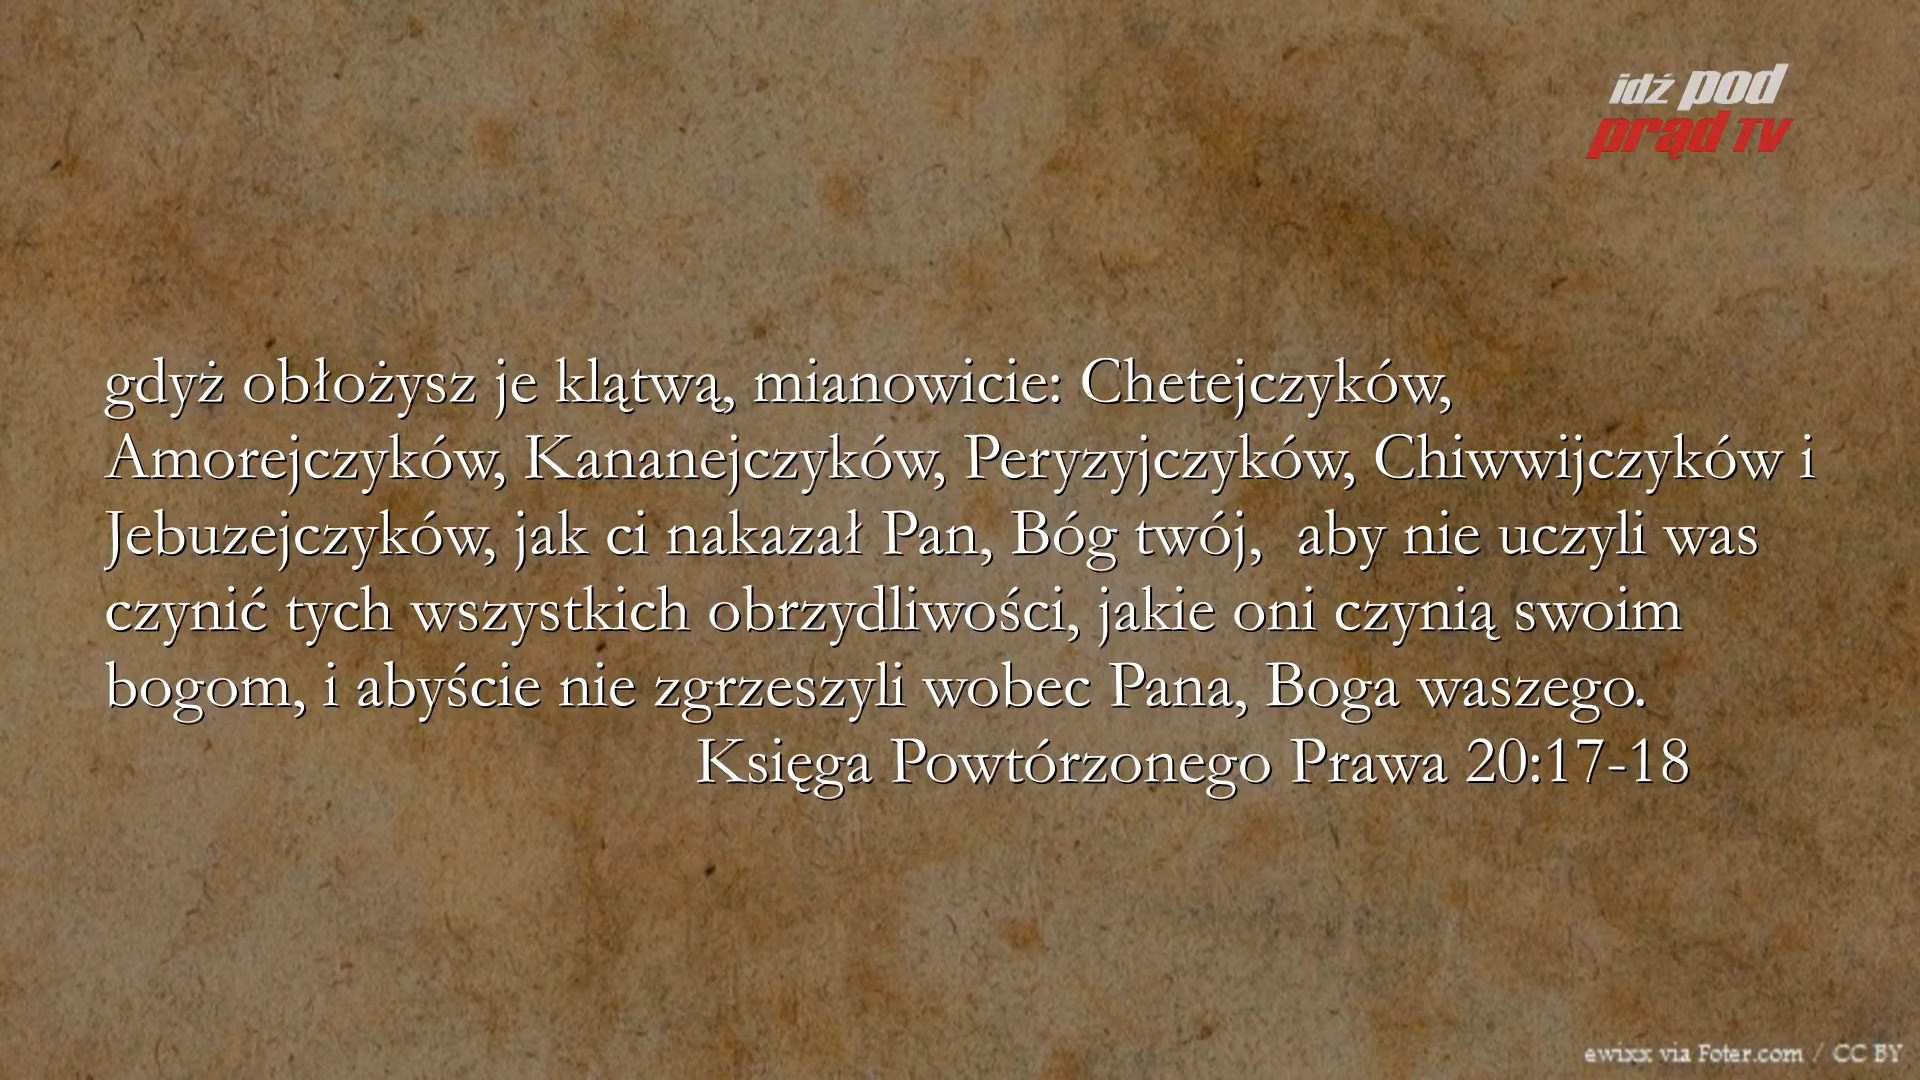 idź pod
prąd TV
gdyż obłożysz je klątwą, mianowicie: Chetejczyków,
Amorejczyków, Kananejczyków, Peryzyjczyków, Chiwwijczyków i
Jebuzejczyków, jak ci nakazał Pan, Bóg twój,  aby nie uczyli was
czynić tych wszystkich obrzydliwości, jakie oni czynią swoim
bogom, i abyście nie zgrzeszyli wobec Pana, Boga waszego.
Księga Powtórzonego Prawa 20:17-18
ewixx via Foter.com / CC BY